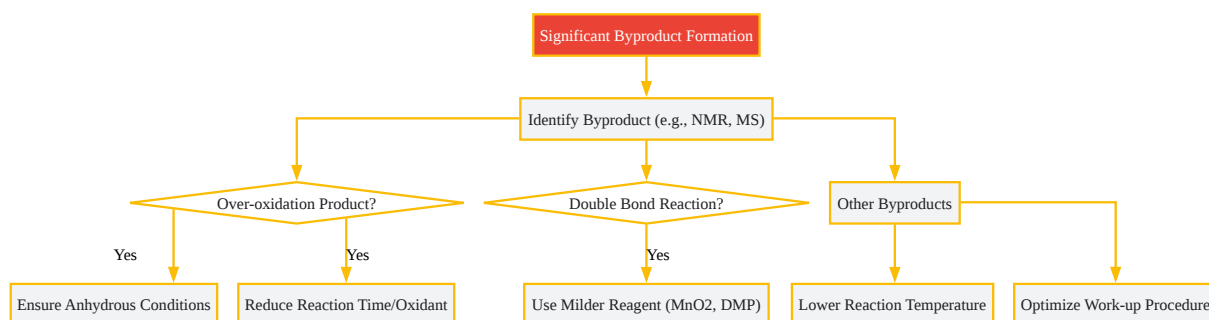 Significant Byproduct Formation
Identify Byproduct (e.g., NMR, MS)
Over-oxidation Product?
Double Bond Reaction?
Other Byproducts
Yes
Yes
Yes
Ensure Anhydrous Conditions
Reduce Reaction Time/Oxidant
Use Milder Reagent (MnO2, DMP)
Lower Reaction Temperature
Optimize Work-up Procedure